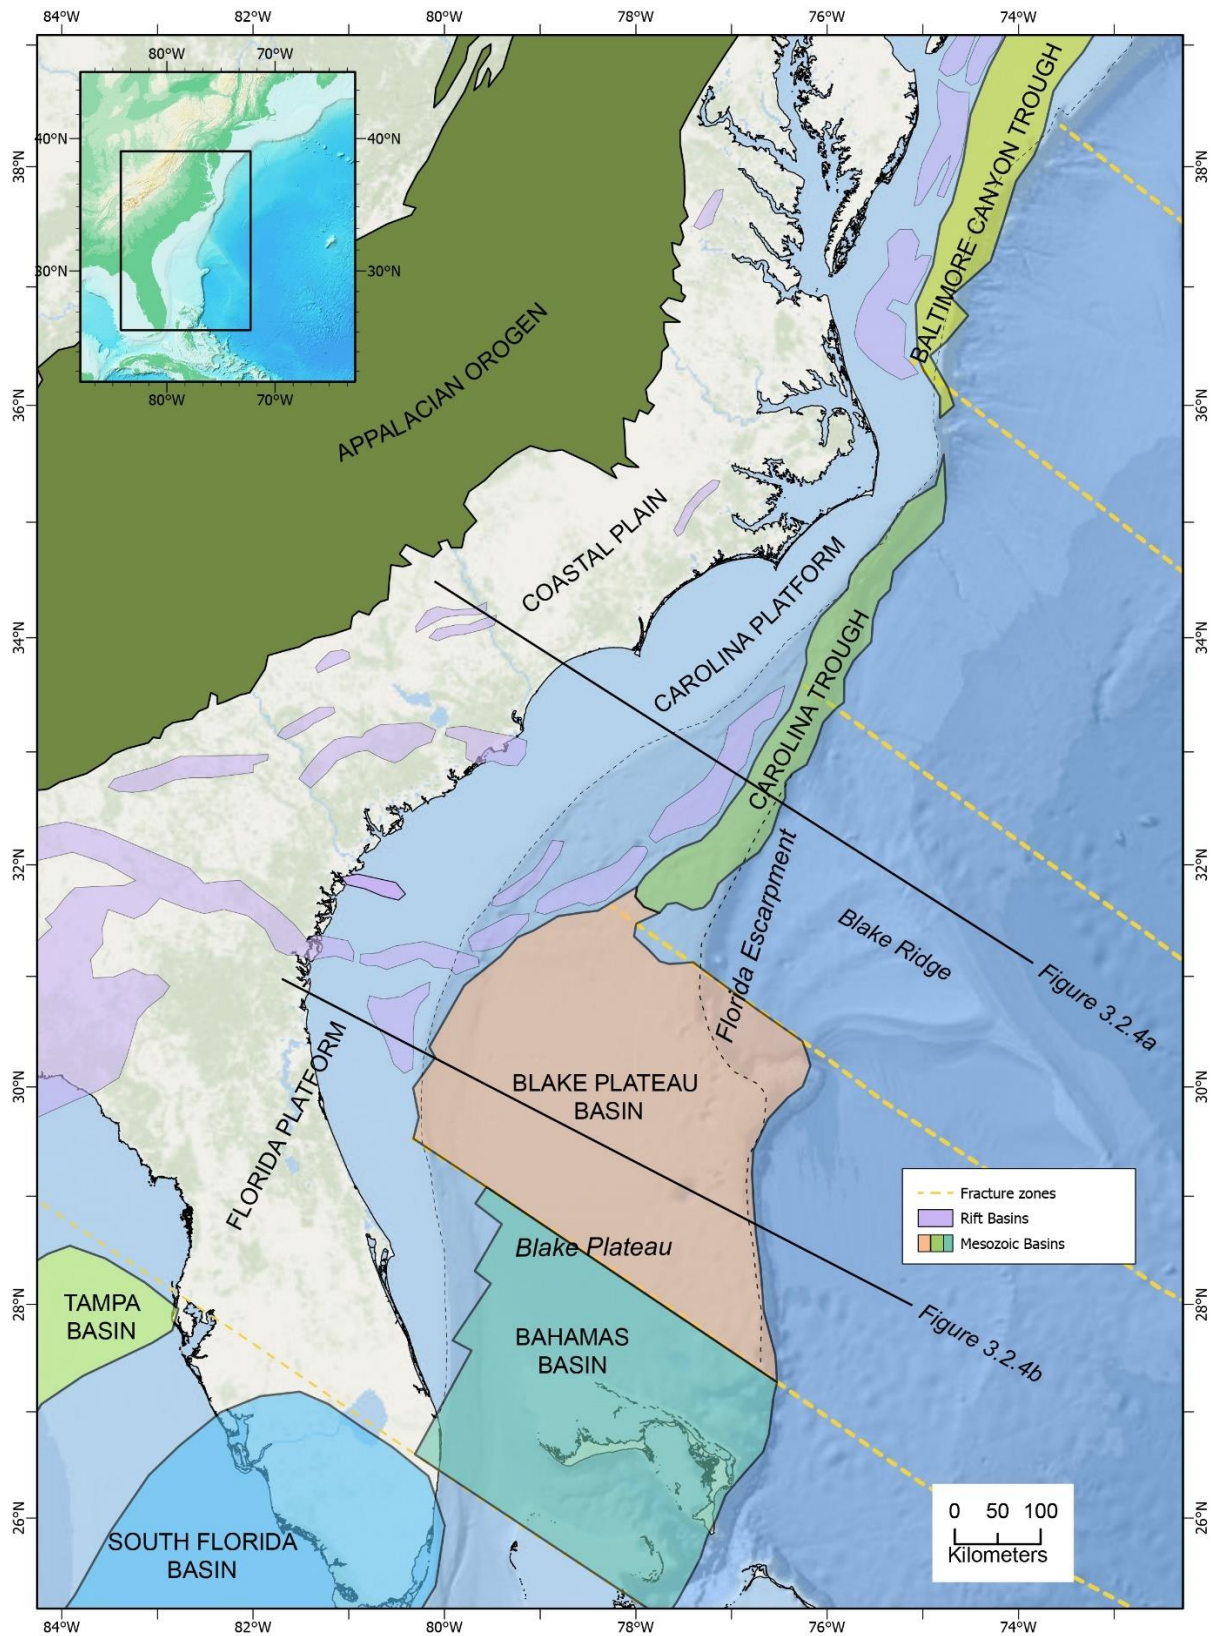 84°W
82°W
80°W
78°W
76°W
74°W
80°W
70°W
40°N
40°N
30°N
30°N
80°W
70°W
38°N
38°N
36°N
36°N
34°N
34°N
32°N
32°N
30°N
30°N
28°N
28°N
26°N
26°N
BALTIMORE CANYON TROUGH
APPALACIAN OROGEN
COASTAL PLAIN
CAROLINA PLATFORM
CAROLINA TROUGH
Florida Escarpment
Blake Ridge
Figure 3.2.4a
FLORIDA PLATFORM
BLAKE PLATEAU
BASIN
Fracture zones
Rift Basins
Mesozoic Basins
Blake Plateau
TAMPA
BASIN
BAHAMAS
BASIN
Figure 3.2.4b
SOUTH FLORIDA
BASIN
0 50 100
Kilometers
84°W
82°W
80°W
78°W
76°W
74°W